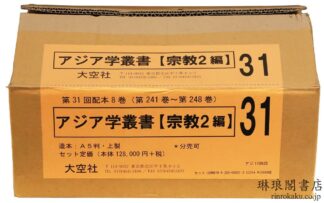 アジア学叢書【宗教2編】 31
大空社
第31回配本8巻(第241巻~第248巻)
アジア学叢書【宗教2編】 31
造本:A5判・上製
*分売可
セット定価(本体128,000円+税)
大空社
琳琅閣書店
rinrokaku.co.jp